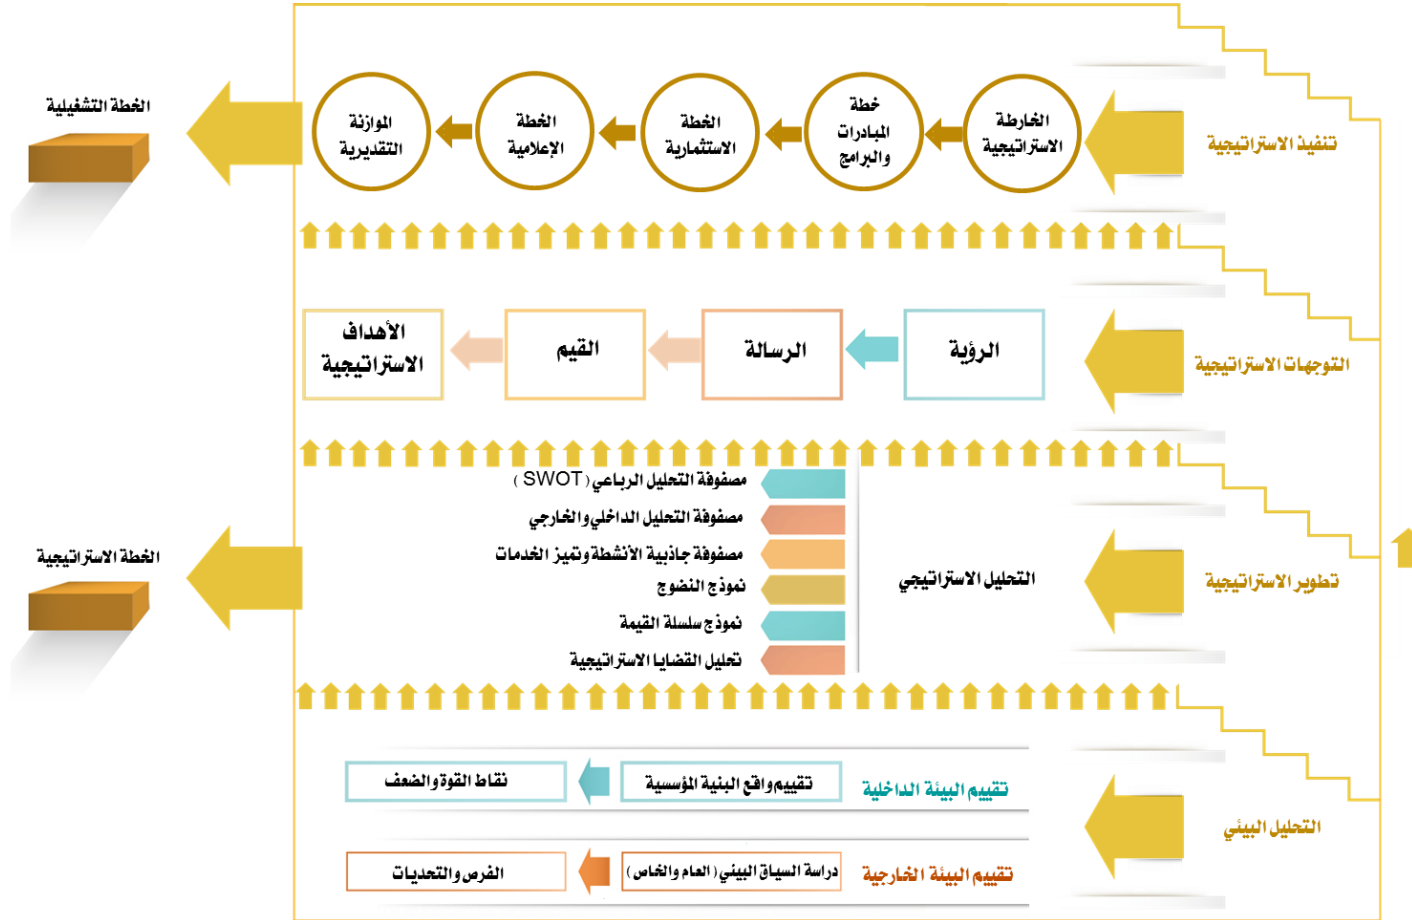 تنفيذ الاستراتيجية
الخارطة
الاستراتيجية
خطة
المبادرات
والبرامج
الخطة
الاستثمارية
الخطة
الإعلامية
الموازنة
التقديرية
الخطة التشغيلية
التوجهات الاستراتيجية
الرؤية
الرسالة
القيم
الأهداف
الاستراتيجية
تطوير الاستراتيجية
التحليل الاستراتيجي
مصفوفة التحليل الرباعي (SWOT)
مصفوفة التحليل الداخلي والخارجي
مصفوفة جاذبية الأنشطة وتميز الخدمات
نموذج النضوج
نموذج سلسلة القيمة
تحليل القضايا الاستراتيجية
الخطة الاستراتيجية
التحليل البيئي
تقييم البيئة الداخلية
تقييم واقع البنية المؤسسية
نقاط القوة والضعف
تقييم البيئة الخارجية
دراسة السياق البيئي (العام والخاص)
الفرص والتحديات